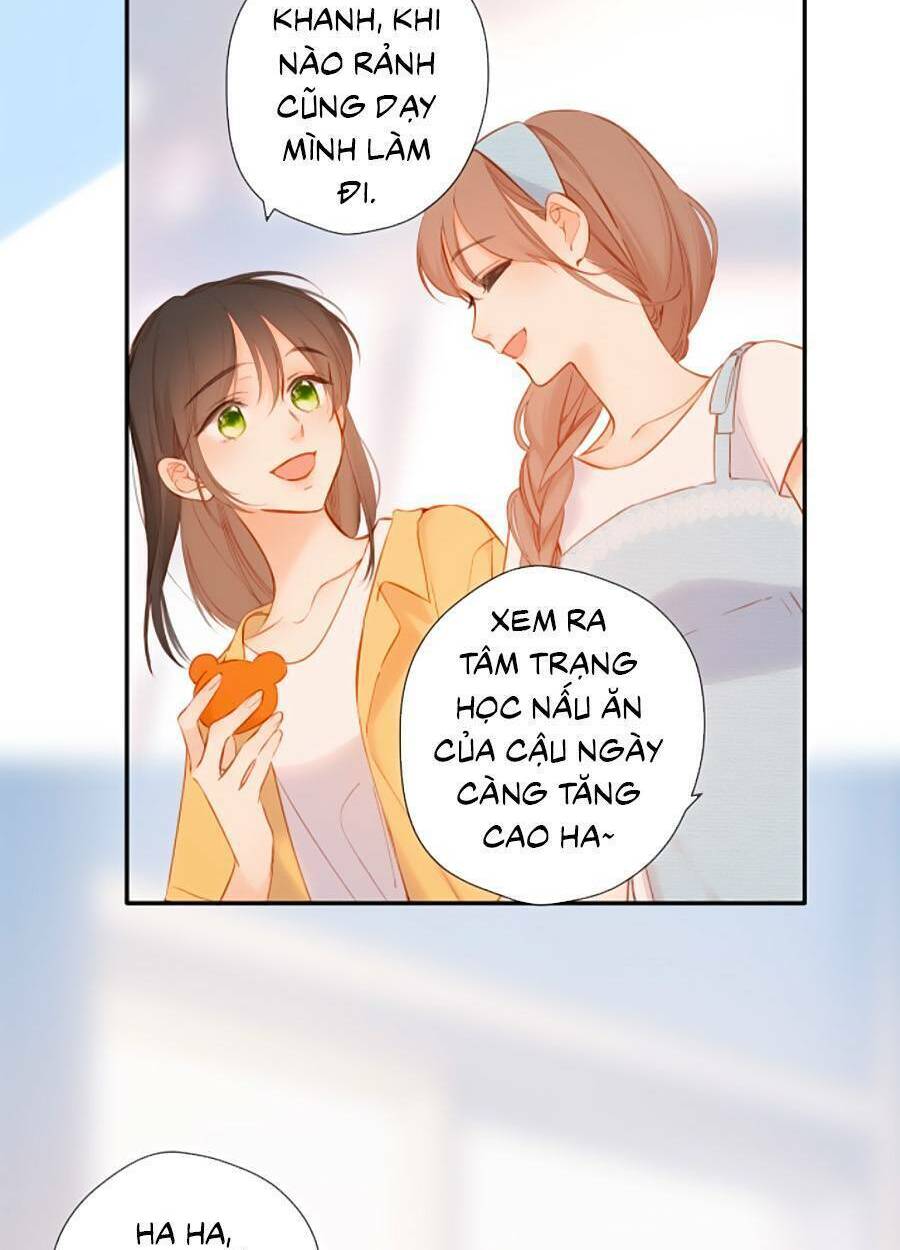 KHANH, KHI
NÀO RẢNH
CŨNG DẠY
MÌNH LÀM
ĐI.
XEM RA
TÂM TRẠNG
HỌC NẤU ĂN
CỦA CẬU NGÀY
CÀNG TĂNG
CAO HA~
HA HA,